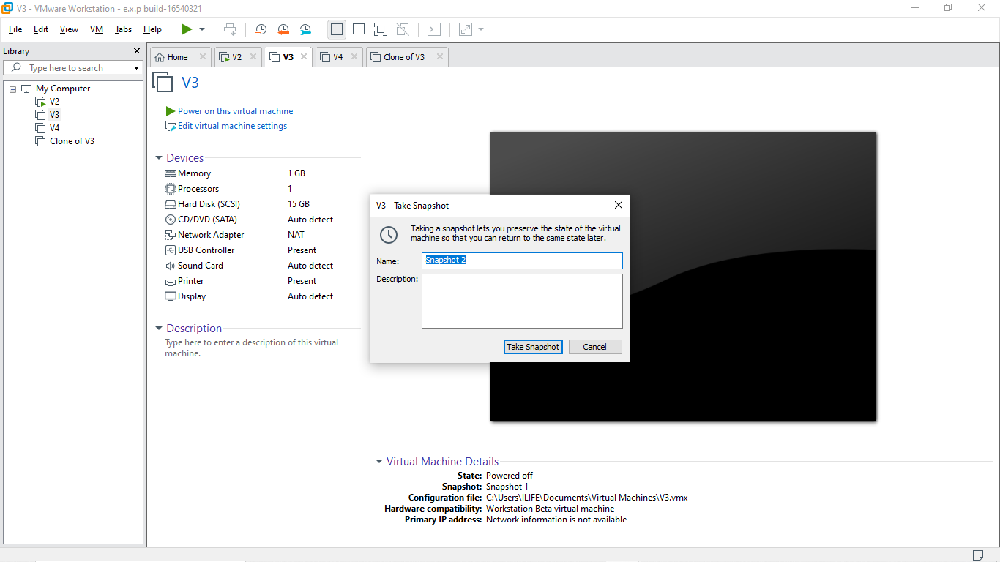 V3 - VMware Workstation - e.x.p build-16540321
File Edit View VM Tabs Help
Library
Type here to search
My Computer
V2
V3
V4
Clone of V3
Home V2 V3 V4 Clone of V3
V3
Power on this virtual machine
Edit virtual machine settings
Devices
Memory 1 GB
Processors 1
Hard Disk (SCSI) 15 GB
CD/DVD (SATA) Auto detect
Network Adapter NAT
USB Controller Present
Sound Card Auto detect
Printer Present
Display Auto detect
Description
Type here to enter a description of this virtual
machine.
V3 - Take Snapshot
Taking a snapshot lets you preserve the state of the virtual
machine so that you can return to the same state later.
Name: Snapshot 2
Description:
Take Snapshot Cancel
Virtual Machine Details
State: Powered off
Snapshot: Snapshot 1
Configuration file: C:\Users\ILIFE\Documents\Virtual Machines\V3.vmx
Hardware compatibility: Workstation Beta virtual machine
Primary IP address: Network information is not available